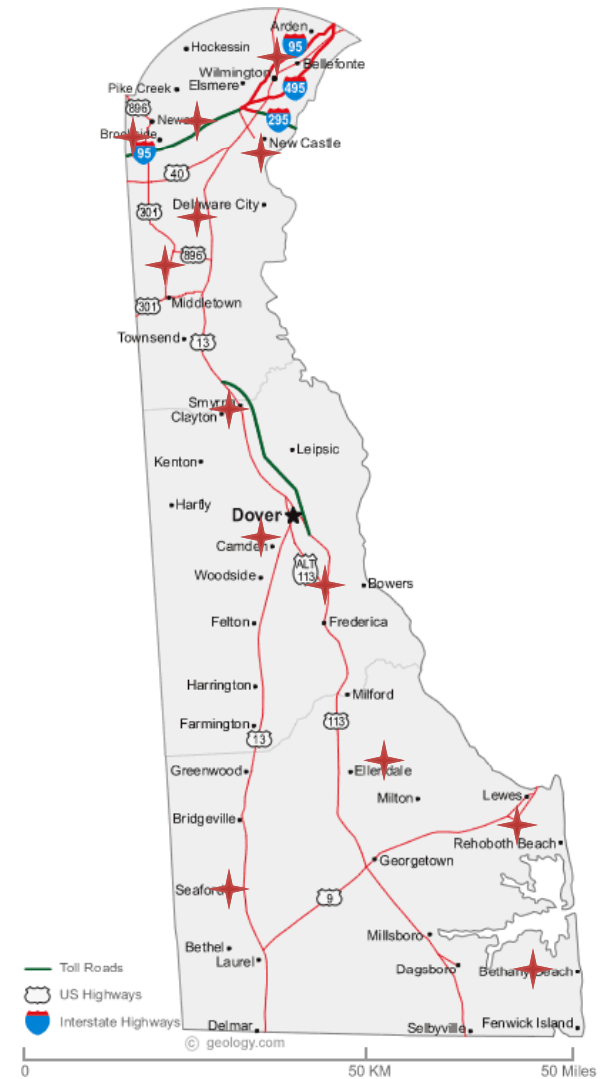 Arden
95
Hockessin
Bellefonte
Wilmington
Elsmere
495
Pike Creek
896
295
Newark
Brookside
New Castle
95
40
Delaware City
301
896
301
Middletown
Townsend
13
Smyrna
Clayton
Leipsic
Kenton
Harfly
Dover
Camden
ALT
113
Woodside
Bowers
Felton
Frederica
Harrington
Milford
113
Farmington
13
Greenwood
Ellendale
Milton
Lewes
Bridgeville
Rehoboth Beach
Georgetown
Seaford
9
Millsboro
Bethel
Laurel
Dagsboro
Bethany Beach
Toll Roads
US Highways
Interstate Highways
Delmar
Selbyville
Fenwick Island
© geology.com
0
50 KM
50 Miles